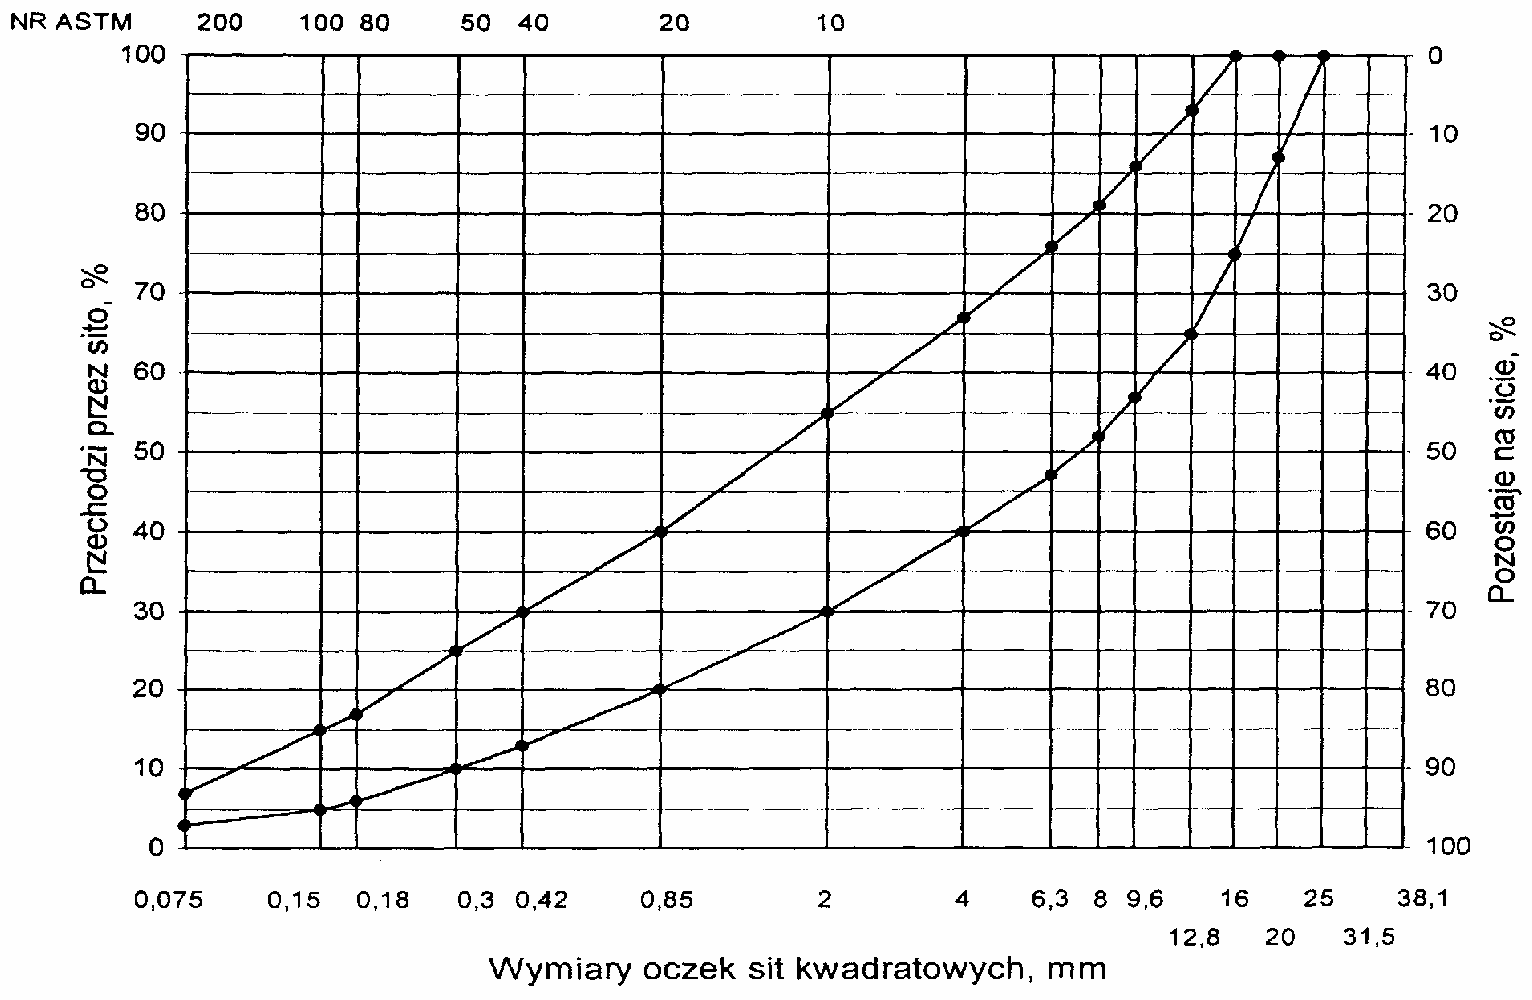 NR ASTM 200 100 80 50 40 20 10
100 0
90 10
80 20
70 30
60 40
50 50
40 60
30 70
20 80
10 90
0 100
Przechodzi przez sito, %
Pozostaje na sicie, %
0,075 0,15 0,18 0,3 0,42 0,85 2 4 6,3 8 9,6 16 25 38,1
12,8 20 31,5
Wymiary oczek sit kwadratowych, mm